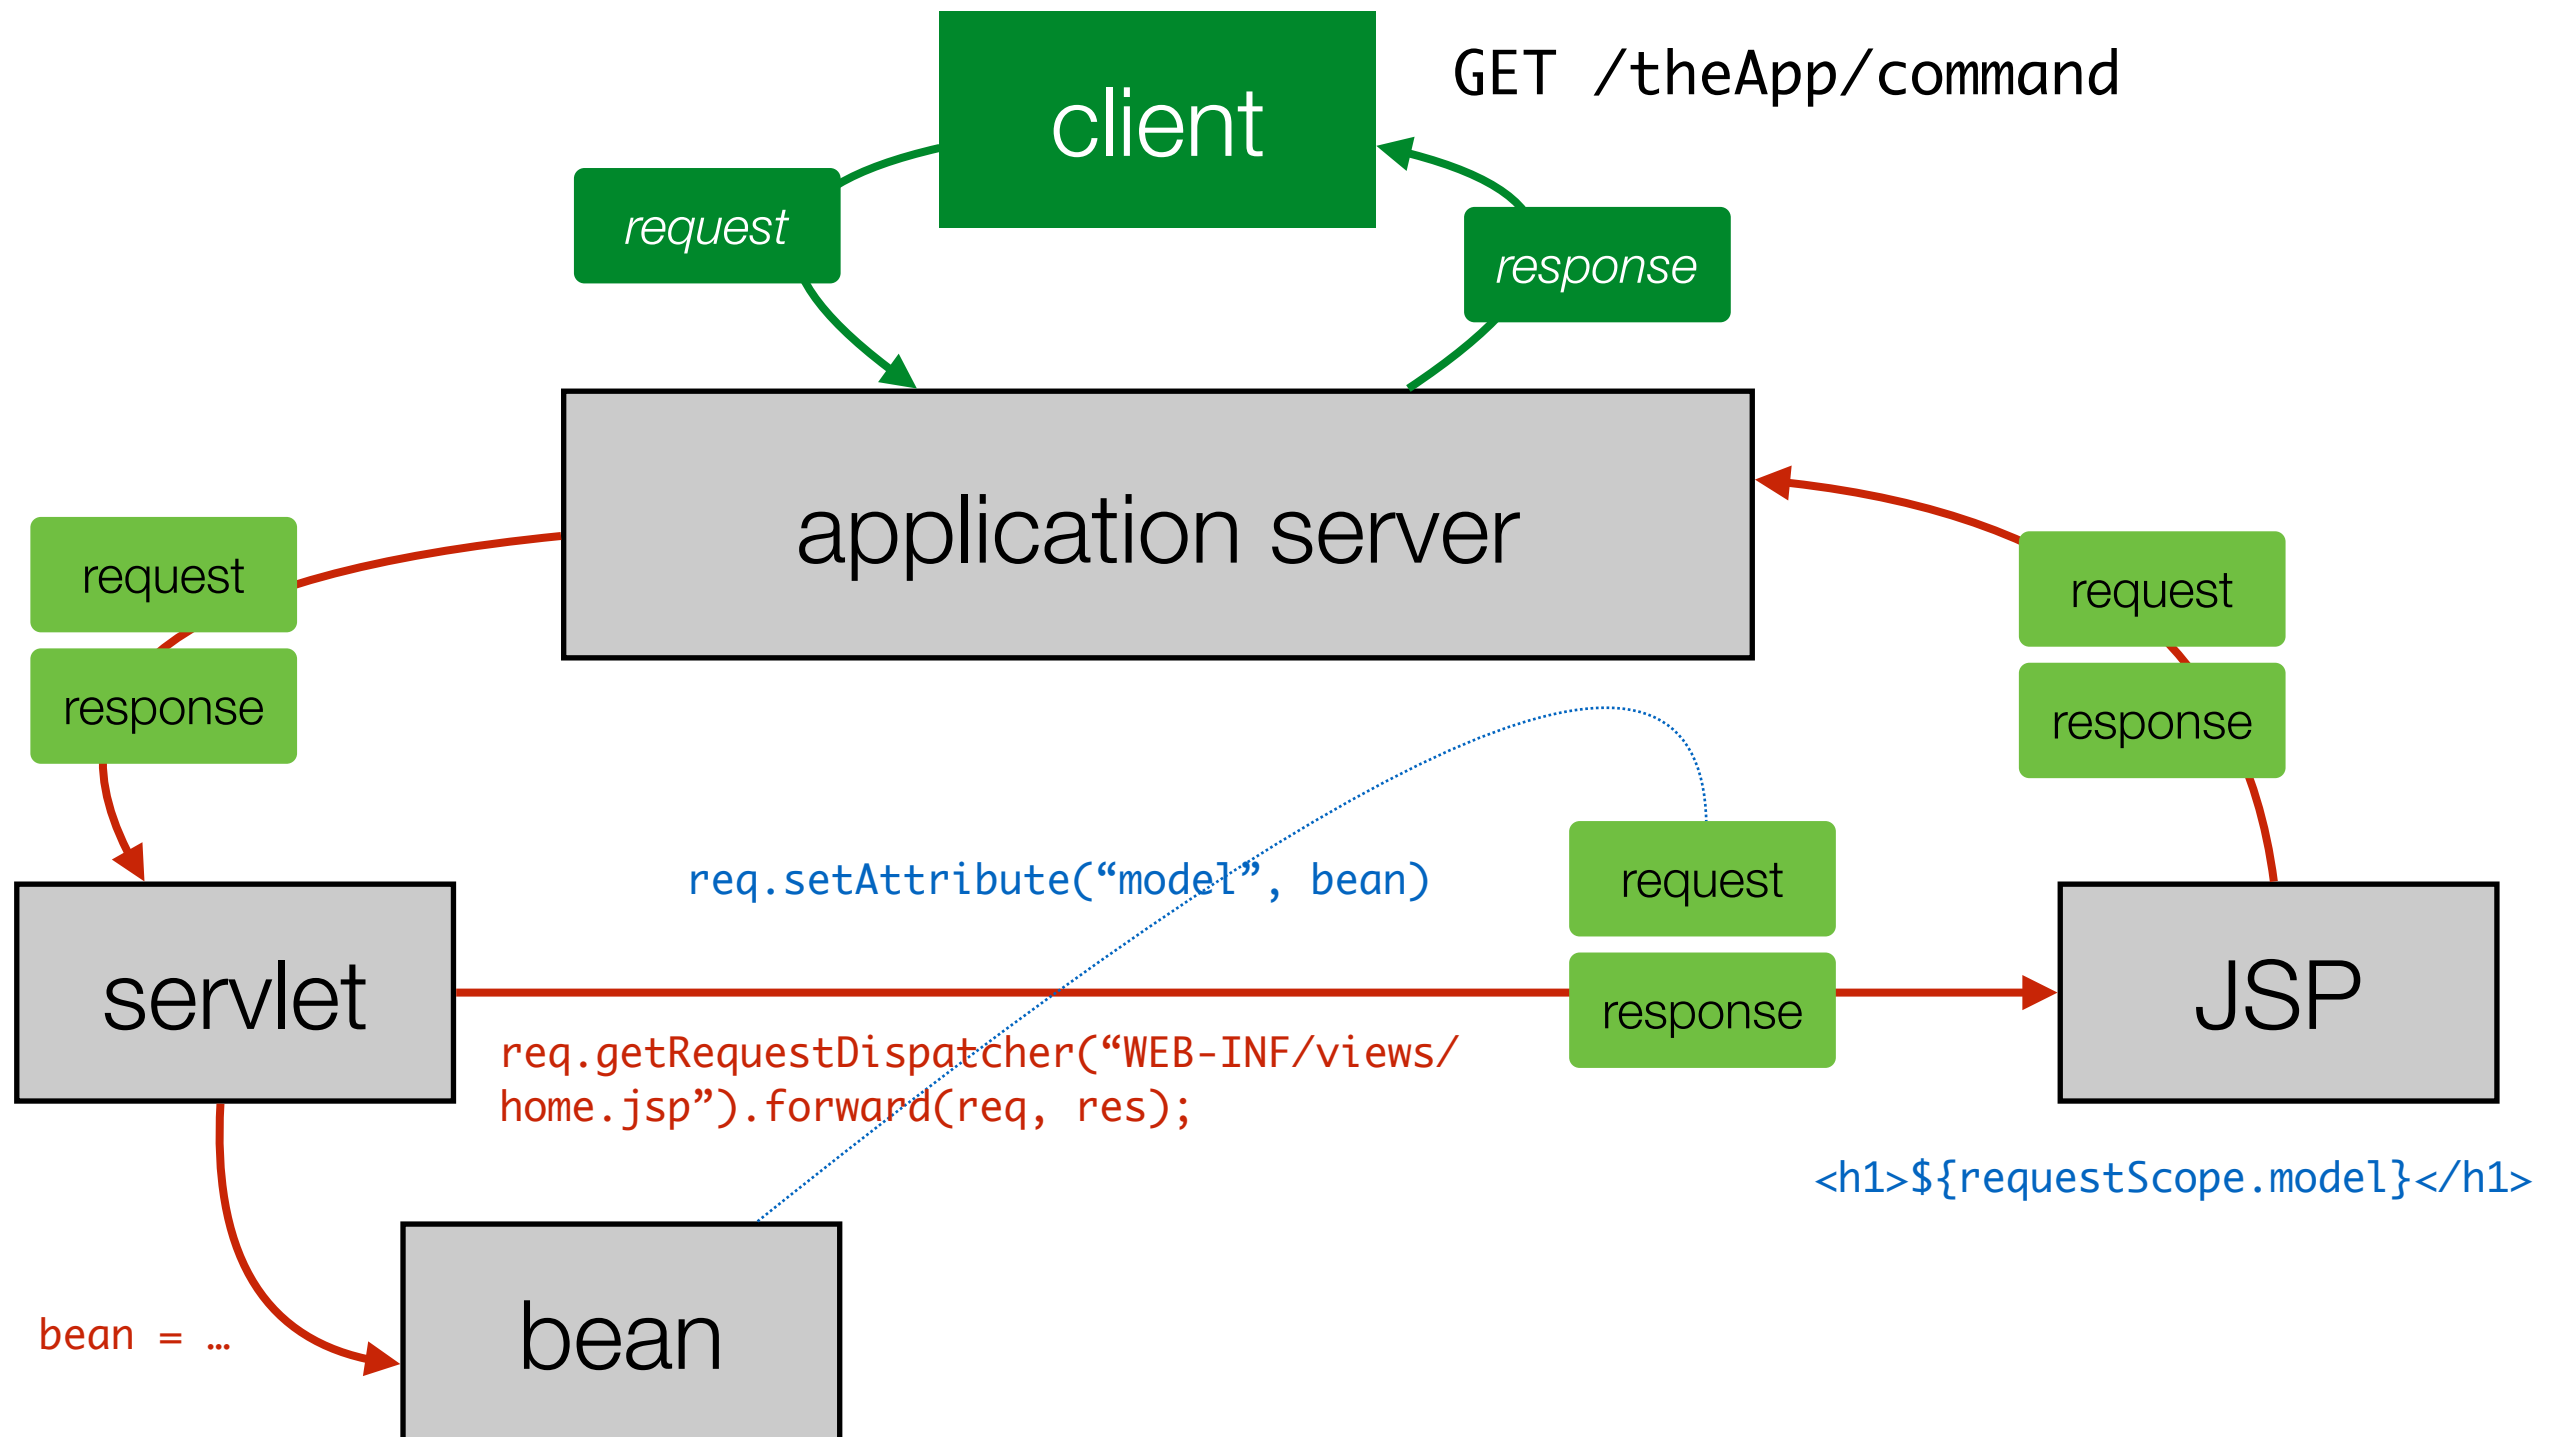 client
GET /theApp/command
request
response
application server
request
response
request
response
req.setAttribute(“model”, bean)
request
response
servlet
JSP
req.getRequestDispatcher(“WEB-INF/views/
home.jsp”).forward(req, res);
<h1>${requestScope.model}</h1>
bean = …
bean